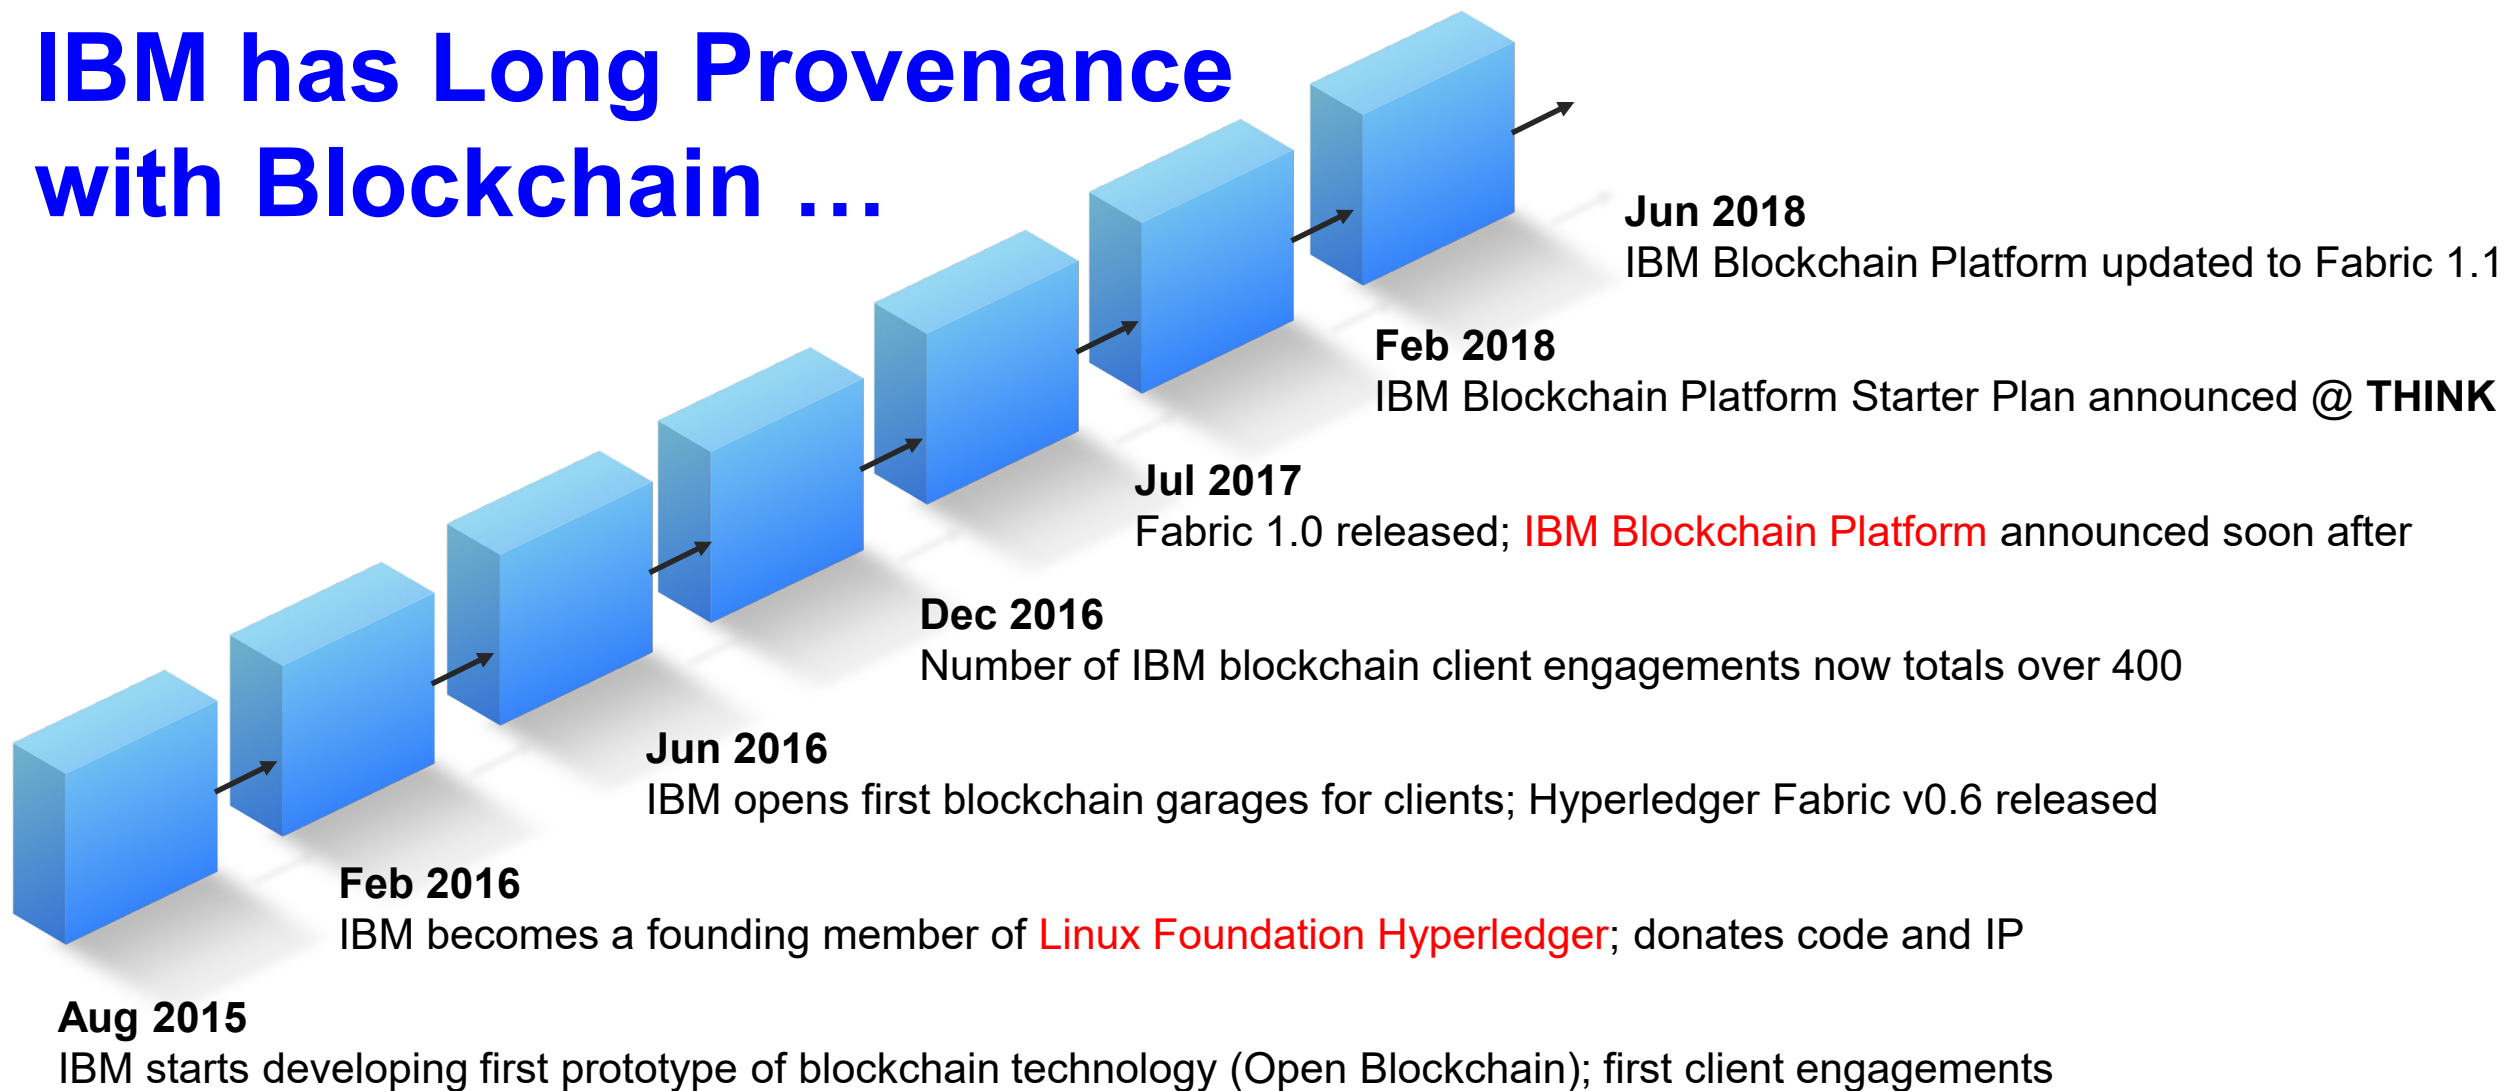 IBM has Long Provenance
with Blockchain ...
Jun 2018
IBM Blockchain Platform updated to Fabric 1.1
Feb 2018
IBM Blockchain Platform Starter Plan announced @ THINK
Jul 2017
Fabric 1.0 released; IBM Blockchain Platform announced soon after
Dec 2016
Number of IBM blockchain client engagements now totals over 400
Jun 2016
IBM opens first blockchain garages for clients; Hyperledger Fabric v0.6 released
Feb 2016
IBM becomes a founding member of Linux Foundation Hyperledger; donates code and IP
Aug 2015
IBM starts developing first prototype of blockchain technology (Open Blockchain); first client engagements